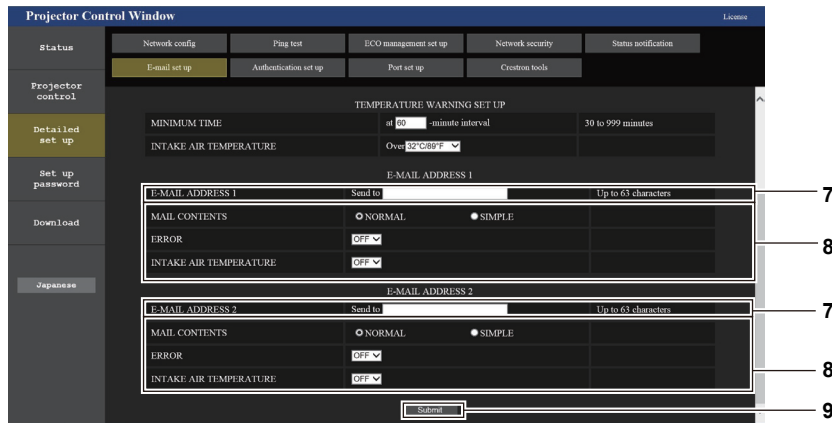 Projector Control Window License
Status
Network config Ping test ECO management set up Network security Status notification
E-mail set up Authentication set up Port set up Crestron tools
Projector
control
Detailed
set up
Set up
password
Download
Japanese
TEMPERATURE WARNING SET UP
MINIMUM TIME at 60 -minute interval 30 to 999 minutes
INTAKE AIR TEMPERATURE Over 32°C/89°F
E-MAIL ADDRESS 1
E-MAIL ADDRESS 1 Send to Up to 63 characters 7
MAIL CONTENTS NORMAL SIMPLE
ERROR OFF 8
INTAKE AIR TEMPERATURE OFF
E-MAIL ADDRESS 2
E-MAIL ADDRESS 2 Send to Up to 63 characters 7
MAIL CONTENTS NORMAL SIMPLE
ERROR OFF
INTAKE AIR TEMPERATURE OFF 8
Submit 9